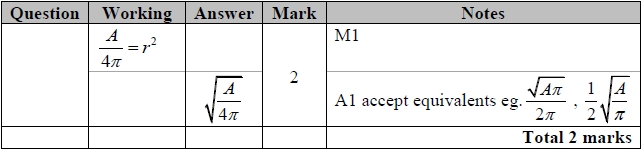 Question Working Answer Mark Notes
A/4π = r² M1
√(A/4π) 2 A1 accept equivalents eg. √(Aπ)/2π , 1/2 √(A/π)
Total 2 marks